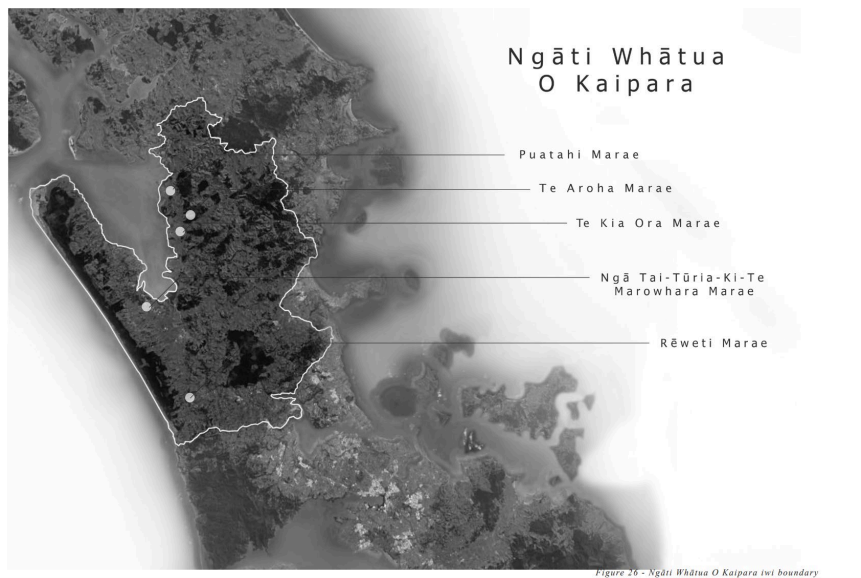 Ngāti Whātua
O Kaipara
Puatahi Marae
Te Aroha Marae
Te Kia Ora Marae
Ngā Tai-Tūria-Ki-Te
Marowhara Marae
Rēweti Marae
Figure 26 - Ngāti Whātua O Kaipara iwi boundary